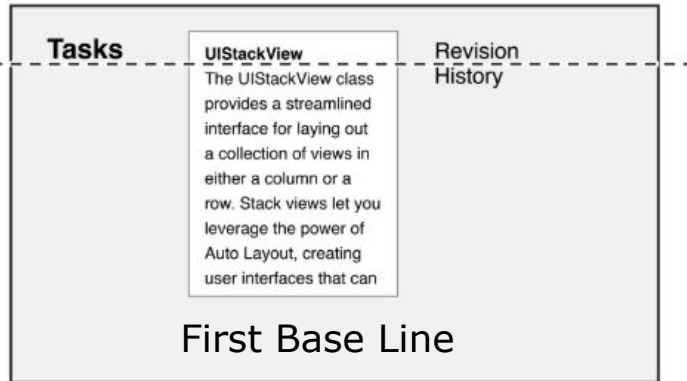 Tasks
UIStackView
The UIStackView class
provides a streamlined
interface for laying out
a collection of views in
either a column or a
row. Stack views let you
leverage the power of
Auto Layout, creating
user interfaces that can
Revision
History
First Base Line